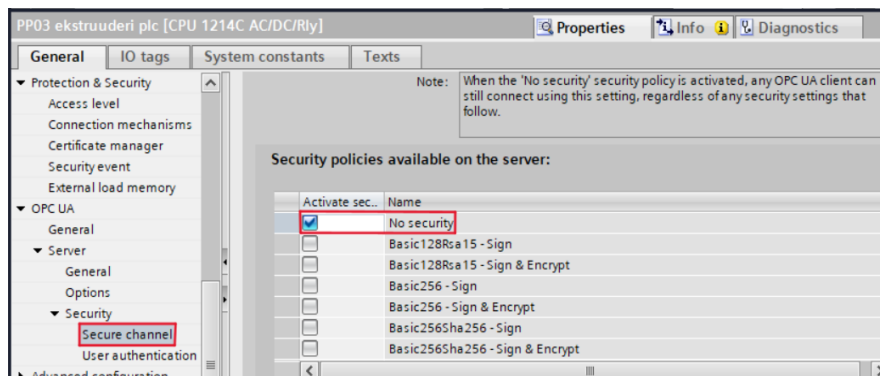 PP03 ekstruuderi plc [CPU 1214C AC/DC/Rly]
Properties
Info
Diagnostics
General
IO tags
System constants
Texts
Protection & Security
Access level
Connection mechanisms
Certificate manager
Security event
External load memory
OPC UA
General
Server
General
Options
Security
Secure channel
User authentication
Advanced configuration
Note:
When the 'No security' security policy is activated, any OPC UA client can
still connect using this setting, regardless of any security settings that
follow.
Security policies available on the server:
Activate sec.. Name
No security
Basic128Rsa15 - Sign
Basic128Rsa15 - Sign & Encrypt
Basic256 - Sign
Basic256 - Sign & Encrypt
Basic256Sha256 - Sign
Basic256Sha256 - Sign & Encrypt